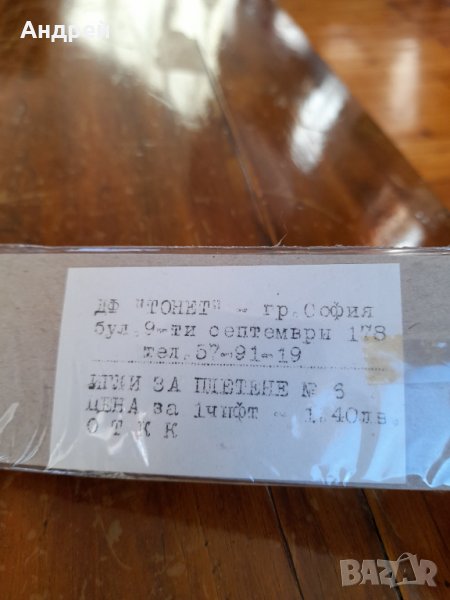 Андрей
ДФ "ТОНЕТ" - гр. София
бул. 9-ти септември 178
тел. 57-91-19
ИГЛИ ЗА ПЛЕТЕНЕ № 6
ЦЕНА за 1чифт - 1,40лв.
О Т К К
BAZAR